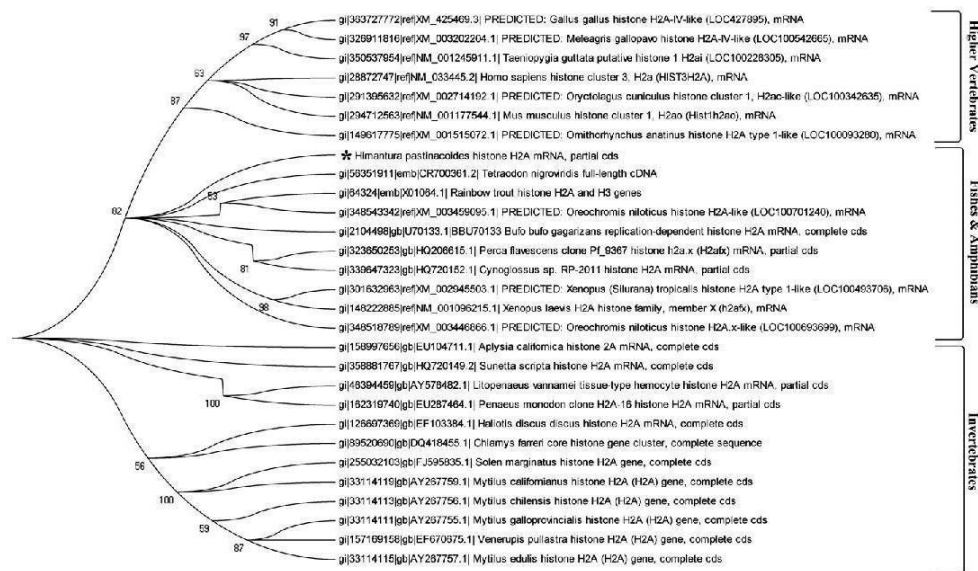 gi|363727772|ref|XM_425469.3| PREDICTED: Gallus gallus histone H2A-IV-like (LOC427895), mRNA
gi|326911816|ref|XM_003202204.1| PREDICTED: Meleagris gallopavo histone H2A-IV-like (LOC100542665), mRNA
gi|350537954|ref|NM_001245911.1| Taeniopygia guttata putative histone 1 H2ai (LOC100228305), mRNA
gi|28872747|ref|NM_033445.2| Homo sapiens histone cluster 3, H2a (HIST3H2A), mRNA
gi|291395632|ref|XM_002714192.1| PREDICTED: Oryctolagus cuniculus histone cluster 1, H2ac-like (LOC100342635), mRNA
gi|294712563|ref|NM_001177544.1| Mus musculus histone cluster 1, H2ao (Hist1h2ao), mRNA
gi|149617775|ref|XM_001515072.1| PREDICTED: Ornithorhynchus anatinus histone H2A type 1-like (LOC100093280), mRNA
* Himantura pastinacoides histone H2A mRNA, partial cds
gi|56351911|emb|CR700361.2| Tetraodon nigroviridis full-length cDNA
gi|64324|emb|X01064.1| Rainbow trout histone H2A and H3 genes
gi|348543342|ref|XM_003459095.1| PREDICTED: Oreochromis niloticus histone H2A-like (LOC100701240), mRNA
gi|2104498|gb|U70133.1|BBU70133 Bufo bufo gagarizans replication-dependent histone H2A mRNA, complete cds
gi|323650253|gb|HQ206615.1| Perca flavescens clone Pf_9367 histone h2a.x (H2afx) mRNA, partial cds
gi|339647323|gb|HQ720152.1| Cynoglossus sp. RP-2011 histone H2A mRNA, partial cds
gi|301632963|ref|XM_002945503.1| PREDICTED: Xenopus (Silurana) tropicalis histone H2A type 1-like (LOC100493706), mRNA
gi|148222885|ref|NM_001096215.1| Xenopus laevis H2A histone family, member X (h2afx), mRNA
gi|348518789|ref|XM_003446866.1| PREDICTED: Oreochromis niloticus histone H2A.x-like (LOC100693699), mRNA
gi|158997656|gb|EU104711.1| Aplysia californica histone 2A mRNA, complete cds
gi|358881767|gb|HQ720149.2| Sunetta scripta histone H2A mRNA, complete cds
gi|46394459|gb|AY576482.1| Litopenaeus vannamei tissue-type hemocyte histone H2A mRNA, partial cds
gi|162319740|gb|EU287464.1| Penaeus monodon clone H2A-16 histone H2A mRNA, partial cds
gi|126697369|gb|EF103384.1| Haliotis discus discus histone H2A mRNA, complete cds
gi|89520690|gb|DQ418455.1| Chlamys farreri core histone gene cluster, complete sequence
gi|255032103|gb|FJ595835.1| Solen marginatus histone H2A gene, complete cds
gi|33114119|gb|AY267759.1| Mytilus californianus histone H2A (H2A) gene, complete cds
gi|33114113|gb|AY267756.1| Mytilus chilensis histone H2A (H2A) gene, complete cds
gi|33114111|gb|AY267755.1| Mytilus galloprovincialis histone H2A (H2A) gene, complete cds
gi|157169158|gb|EF670675.1| Venerupis pullastra histone H2A (H2A) gene, complete cds
gi|33114115|gb|AY267757.1| Mytilus edulis histone H2A (H2A) gene, complete cds
91
97
63
87
82
53
81
98
100
56
100
59
87
Higher Vertebrates
Fishes & Amphibians
Invertebrates